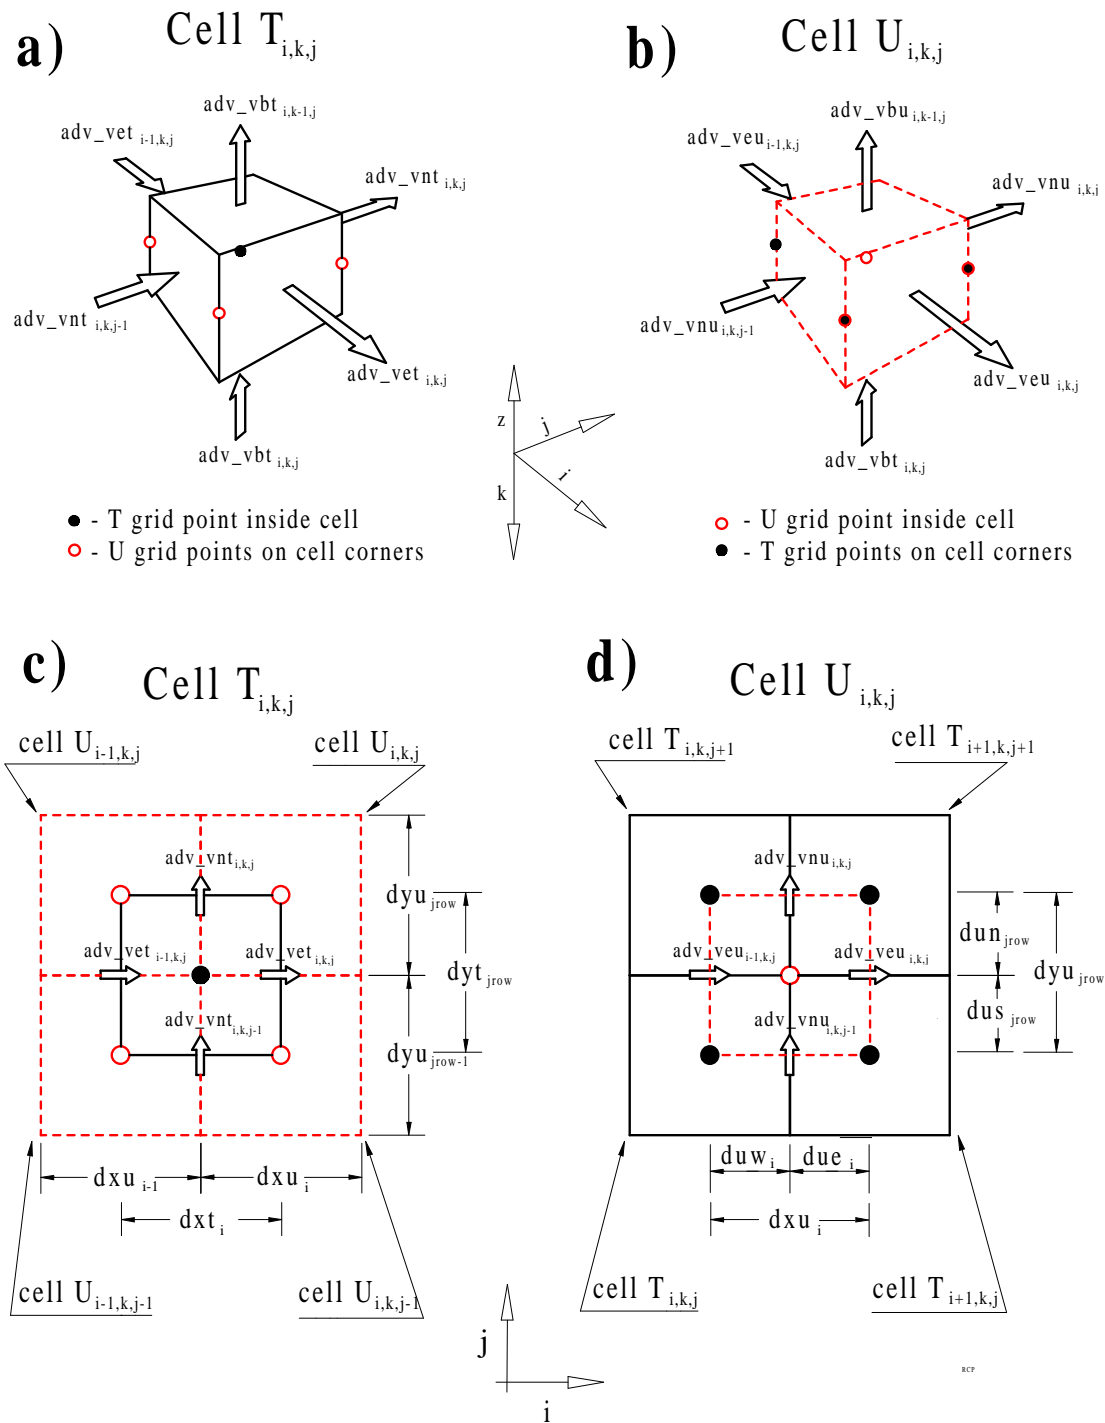 a)
Cell T i,k,j
b)
Cell U i,k,j
adv_vbt i,k-1,j
adv_vet i-1,k,j
adv_vnt i,k,j
adv_vnt i,k,j-1
adv_vet i,k,j
adv_vbt i,k,j
adv_vbu i,k-1,j
adv_veu i-1,k,j
adv_vnu i,k,j
adv_vnu i,k,j-1
adv_veu i,k,j
adv_vbt i,k,j
z
j
k
i
- T grid point inside cell
- U grid points on cell corners
- U grid point inside cell
- T grid points on cell corners
c)
Cell T i,k,j
d)
Cell U i,k,j
cell U i-1,k,j
cell U i,k,j
adv_vnt i,k,j
adv_vet i-1,k,j
adv_vet i,k,j
adv_vnt i,k,j-1
dyu jrow
dyt jrow
dyu jrow-1
dxu i-1
dxu i
dxt i
cell U i-1,k,j-1
cell U i,k,j-1
cell T i,k,j+1
cell T i+1,k,j+1
adv_vnu i,k,j
adv_veu i-1,k,j
adv_veu i,k,j
adv_vnu i,k,j-1
dun jrow
dyu jrow
dus jrow
duw i
due i
dxu i
cell T i,k,j
cell T i+1,k,j
j
i
RCP